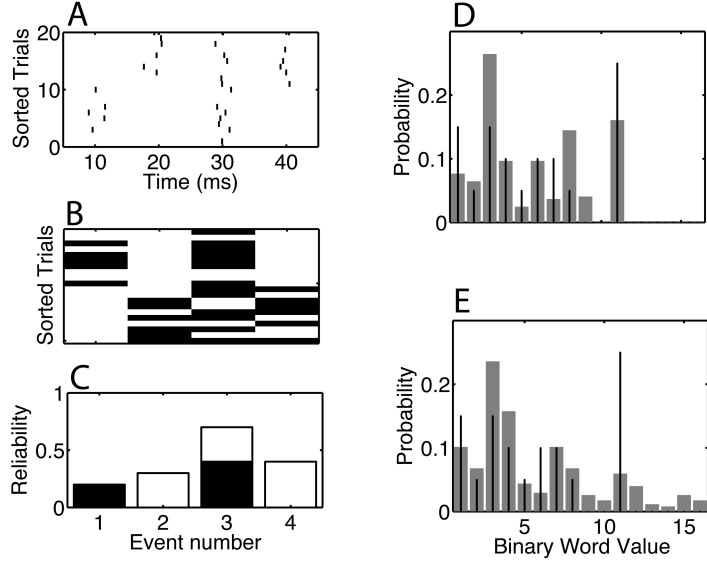 A
20
10
0
Sorted Trials
10 20 30 40
Time (ms)
B
Sorted Trials
C
1
0.5
0
Reliability
1 2 3 4
Event number
D
0.2
0.1
0
Probability
E
0.2
0.1
0
Probability
5 10 15
Binary Word Value